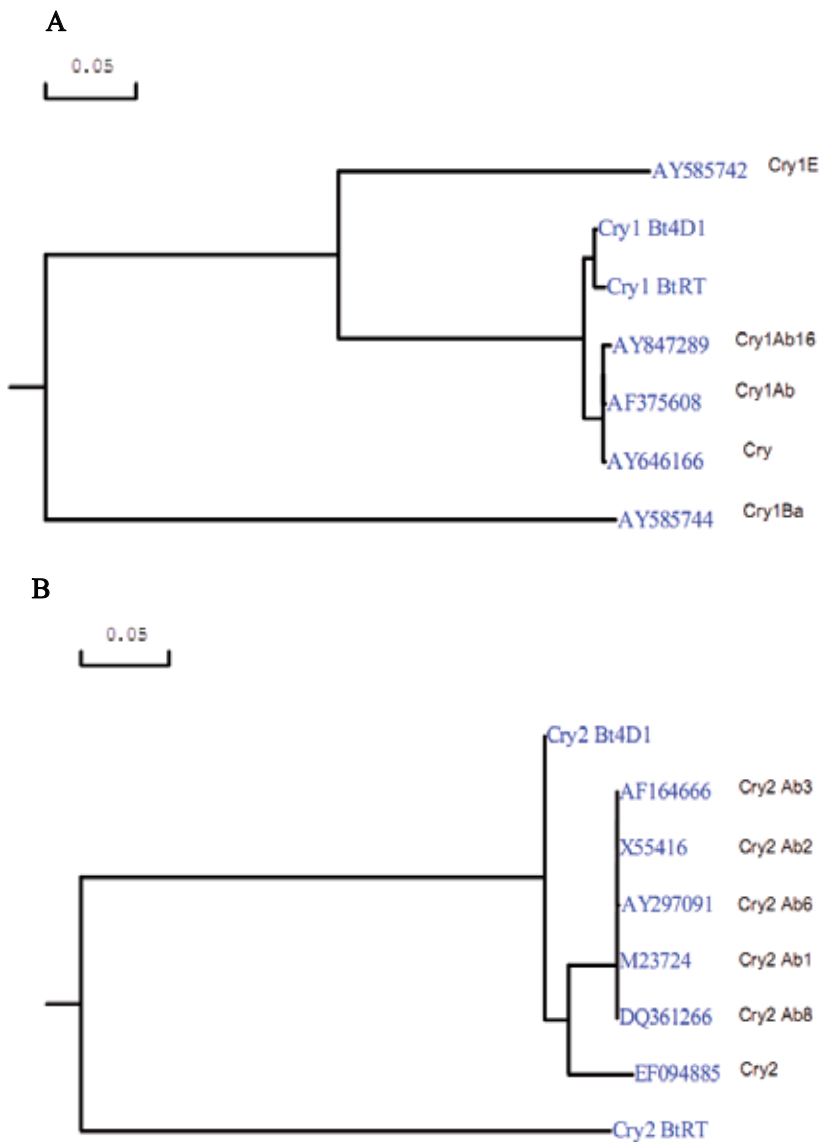 A
0.05
AY585742 Cry1E
Cry1 Bt4D1
Cry1 BtRT
AY847289 Cry1Ab16
AF375608 Cry1Ab
AY646166 Cry
AY585744 Cry1Ba
B
0.05
Cry2 Bt4D1
AF164666 Cry2 Ab3
X55416 Cry2 Ab2
AY297091 Cry2 Ab6
M23724 Cry2 Ab1
DQ361266 Cry2 Ab8
EF094885 Cry2
Cry2 BtRT